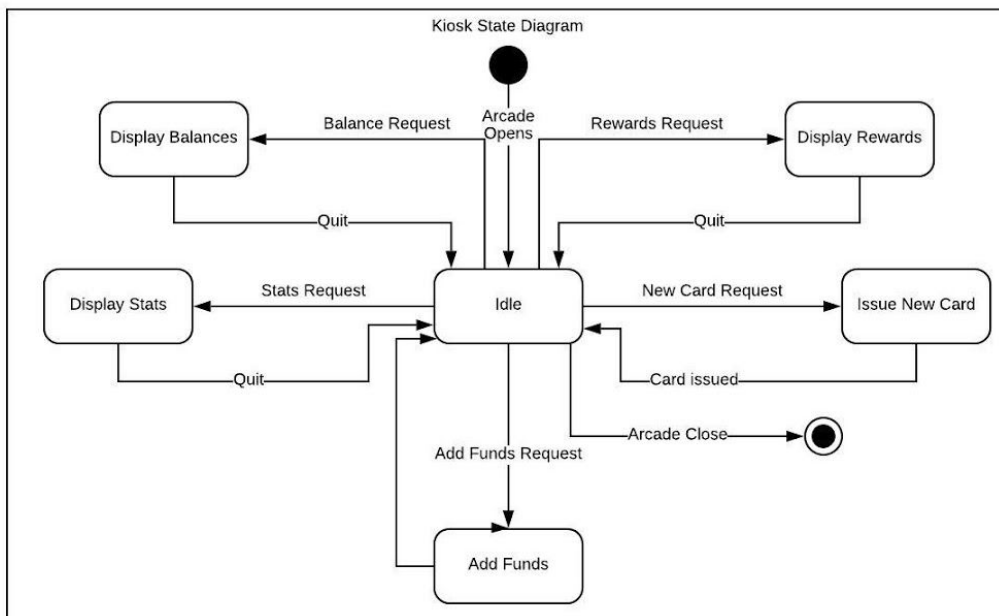 Kiosk State Diagram
Arcade
Opens
Balance Request
Rewards Request
Display Balances
Display Rewards
Quit
Quit
Stats Request
New Card Request
Display Stats
Idle
Issue New Card
Quit
Card issued
Arcade Close
Add Funds Request
Add Funds